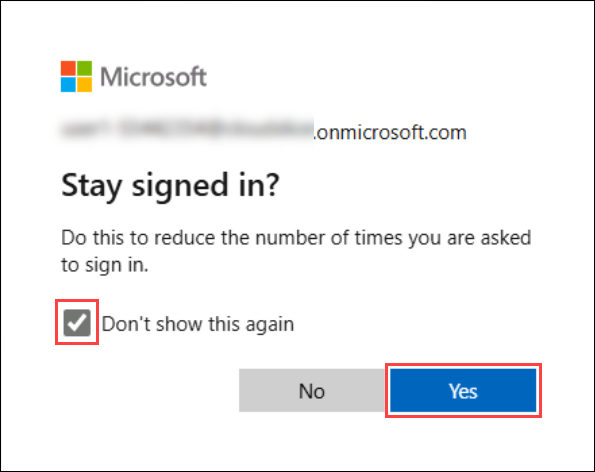 Microsoft
.onmicrosoft.com
Stay signed in?
Do this to reduce the number of times you are asked
to sign in.
Don't show this again
No Yes